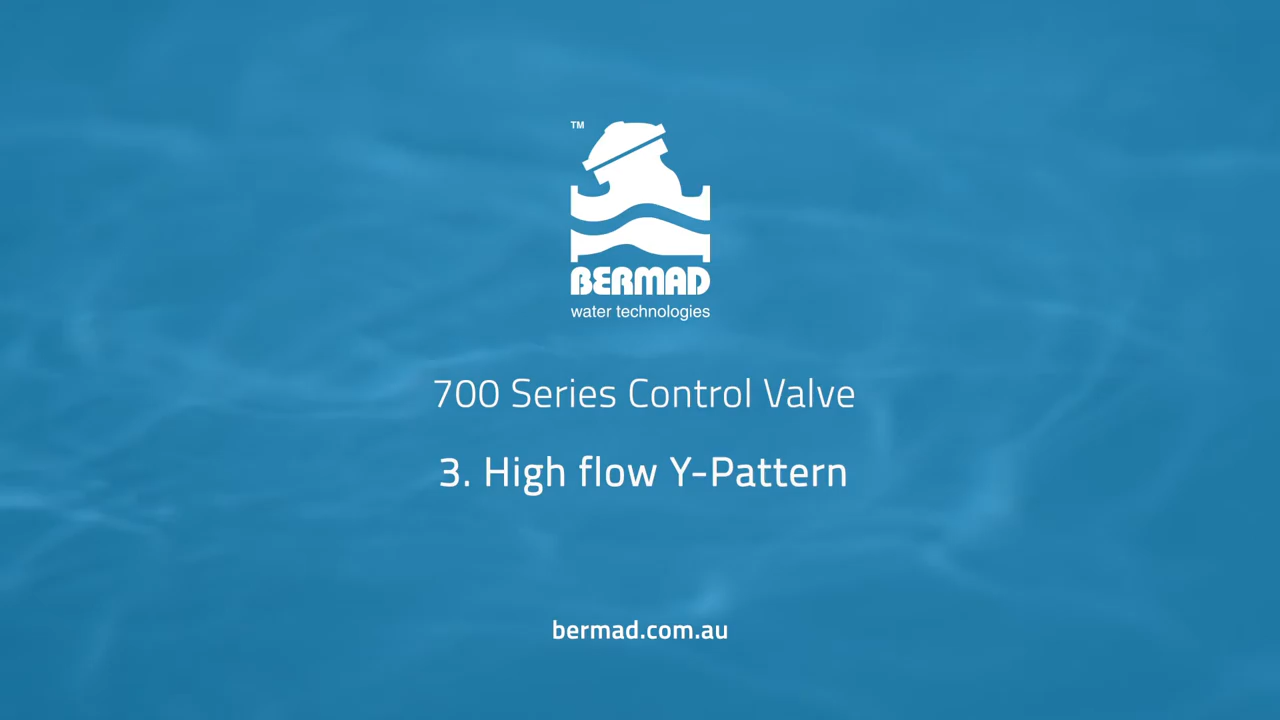 TM
BERMAD
water technologies
700 Series Control Valve
3. High flow Y-Pattern
bermad.com.au